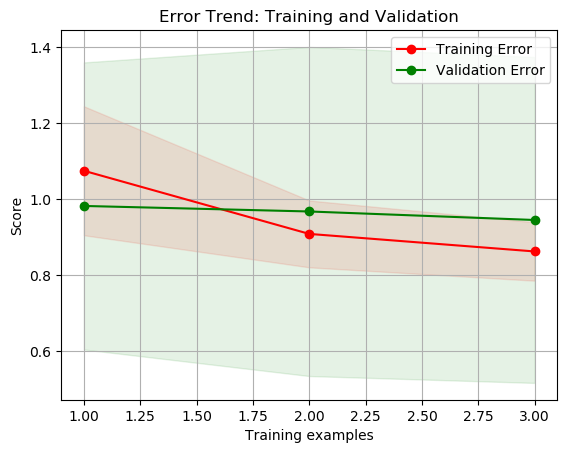 Error Trend: Training and Validation
Training Error
Validation Error
1.4
1.2
1.0
0.8
0.6
Score
1.00 1.25 1.50 1.75 2.00 2.25 2.50 2.75 3.00
Training examples